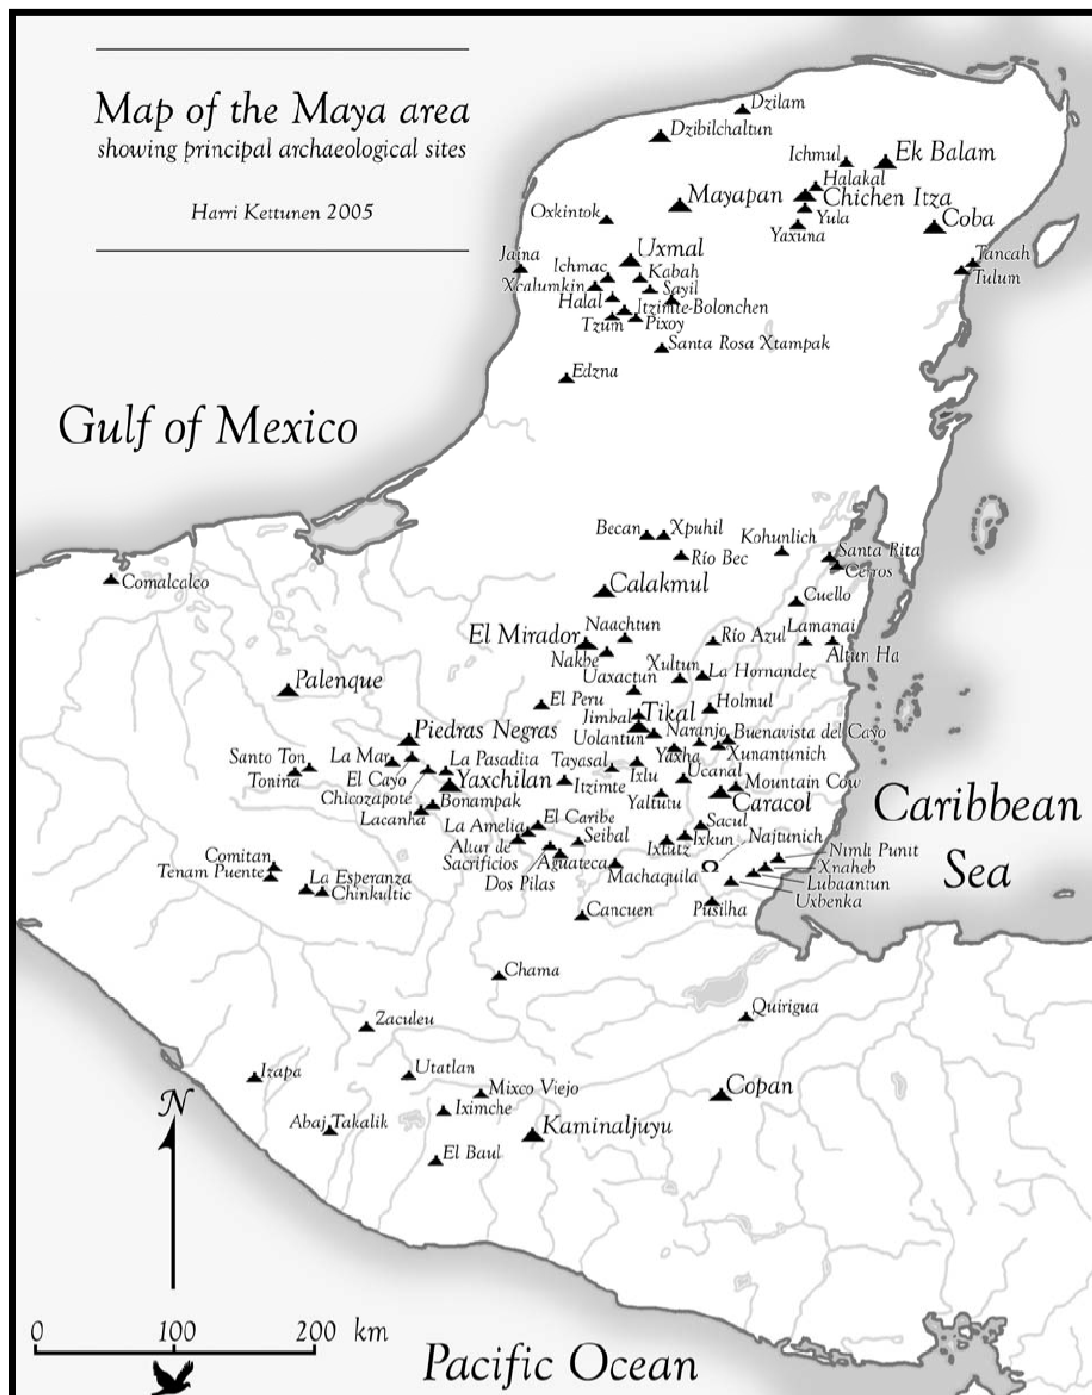 Map of the Maya area
showing principal archaeological sites
Harri Kettunen 2005
Dzilam
Dzibilchaltun
Ichmul
Ek Balam
Halakal
Mayapan
Chichen Itza
Oxkintok
Yula
Coba
Yaxuna
Uxmal
Jaina
Tancah
Ichmac
Kabah
Tulum
Xcalumkin
Sayil
Halal
Itzimte-Bolonchen
Tzum
Pixoy
Santa Rosa Xtampak
Edzna
Gulf of Mexico
Becan
Xpuhil
Kohunlich
Río Bec
Santa Rita
Cerros
Comalcalco
Calakmul
Cuello
Naachtun
El Mirador
Río Azul
Lamanai
Nakbe
Xultun
Altun Ha
Uaxactun
La Hornandez
Palenque
El Peru
Holmul
Jimbal
Tikal
Piedras Negras
Uolantun
Naranjo
Buenavista del Cayo
Santo Ton
La Mar
La Pasadita
Tayasal
Yaxha
Xunantunich
Tonina
El Cayo
Yaxchilan
Itzimte
Ixlu
Ucanal
Mountain Cow
Chicozapote
Bonampak
Yaltutu
Caracol
Lacanha
La Amelia
El Caribe
Sacul
Caribbean
Sea
Altar de
Sacrificios
Seibal
Ixtutz
Ixkun
Najtunich
Comitan
Aguateca
Nimli Punit
Tenam Puente
La Esperanza
Dos Pilas
Machaquila
Xnaheb
Chinkultic
Lubaantun
Cancuen
Pusilha
Uxbenka
Chama
Quirigua
Zaculeu
Izapa
Utatlan
Mixco Viejo
Copan
N
Iximche
Abaj Takalik
Kaminaljuyu
El Baul
0 100 200 km
Pacific Ocean